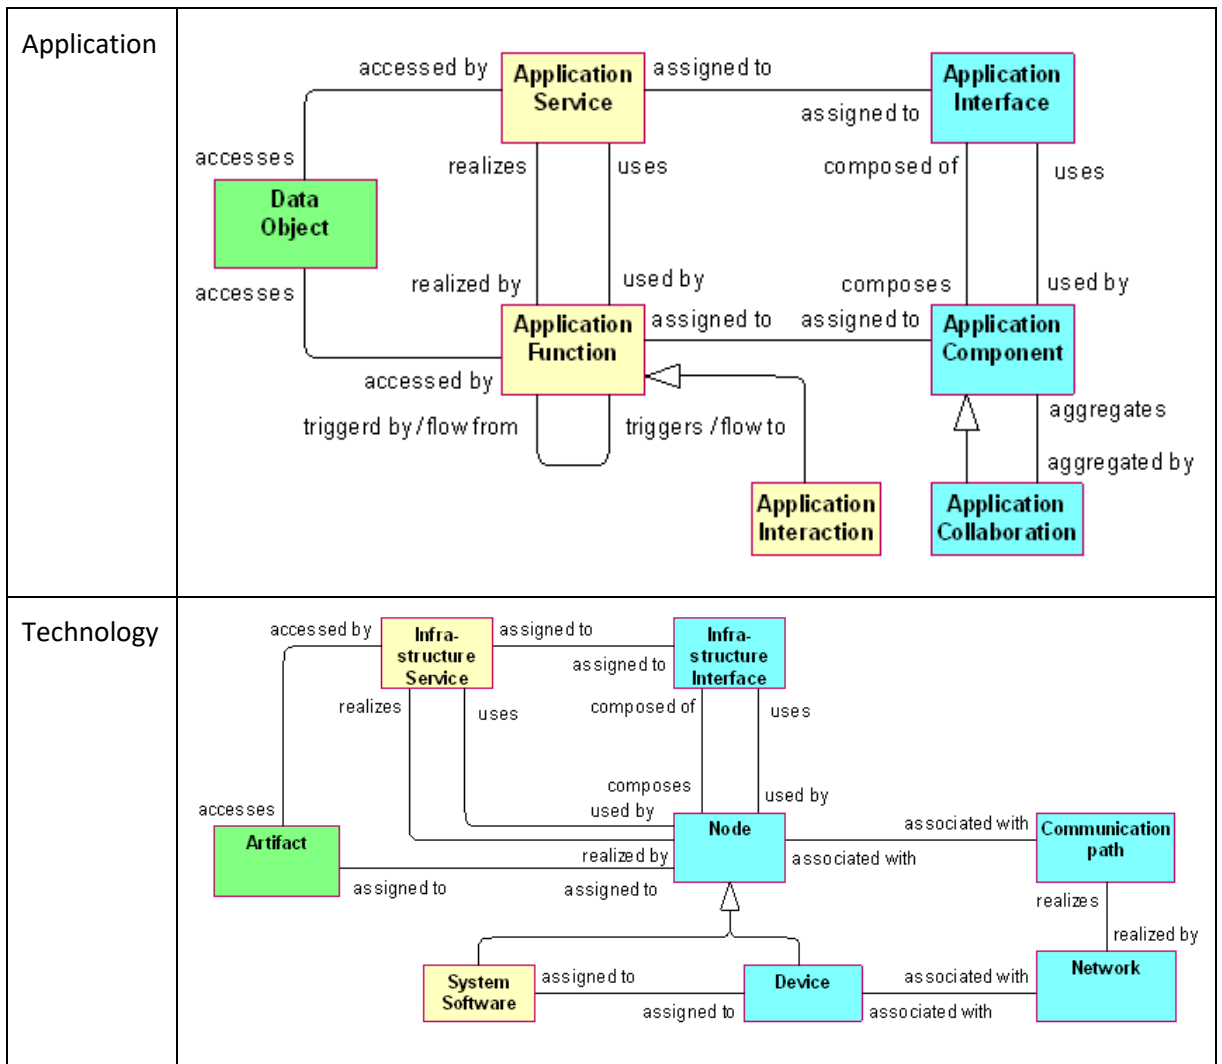 Application
accessed by
Application
Service
assigned to
assigned to
Application
Interface
accesses
realizes
uses
composed of
uses
Data
Object
accesses
realized by
used by
composes
used by
Application
Function
assigned to
assigned to
Application
Component
accessed by
triggerd by / flow from
triggers / flow to
aggregates
aggregated by
Application
Interaction
Application
Collaboration
Technology
accessed by
Infra-
structure
Service
assigned to
assigned to
Infra-
structure
Interface
realizes
uses
composed of
uses
accesses
composes
used by
used by
Artifact
Node
associated with
Communication
path
realized by
associated with
assigned to
assigned to
realizes
realized by
System
Software
assigned to
assigned to
Device
associated with
associated with
Network